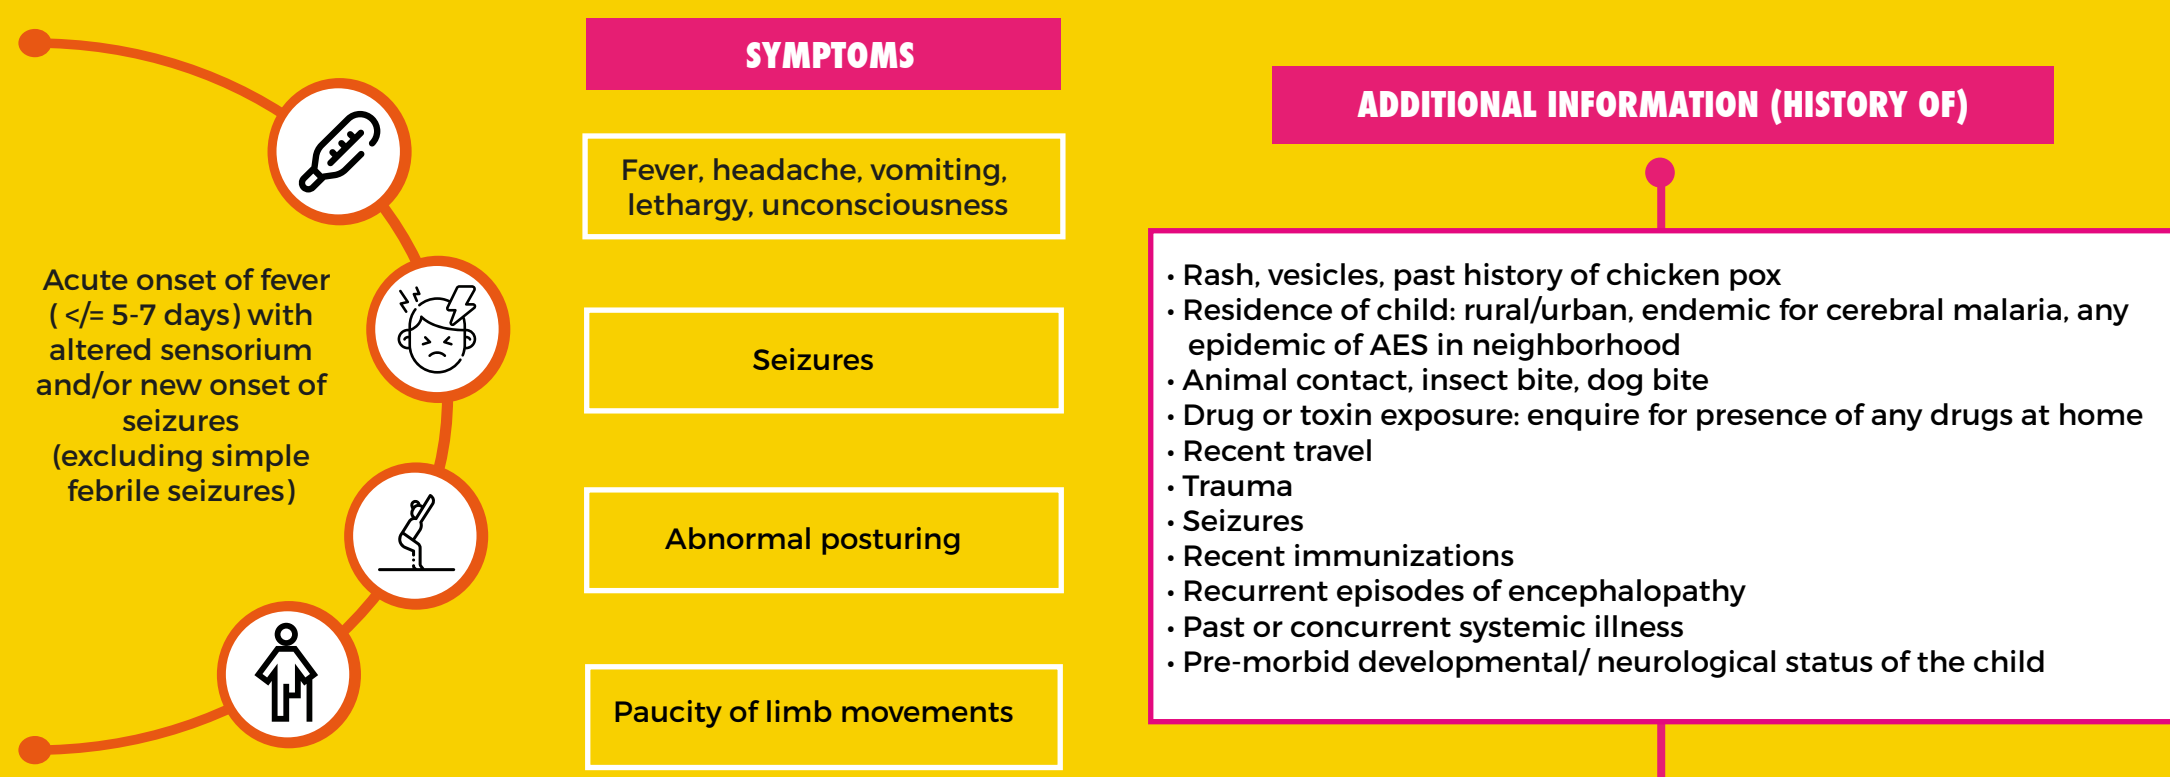 Acute onset of fever
( </= 5-7 days) with
altered sensorium
and/or new onset of
seizures
(excluding simple
febrile seizures)
SYMPTOMS
Fever, headache, vomiting,
lethargy, unconsciousness
Seizures
Abnormal posturing
Paucity of limb movements
ADDITIONAL INFORMATION (HISTORY OF)
• Rash, vesicles, past history of chicken pox
• Residence of child: rural/urban, endemic for cerebral malaria, any
epidemic of AES in neighborhood
• Animal contact, insect bite, dog bite
• Drug or toxin exposure: enquire for presence of any drugs at home
• Recent travel
• Trauma
• Seizures
• Recent immunizations
• Recurrent episodes of encephalopathy
• Past or concurrent systemic illness
• Pre-morbid developmental/ neurological status of the child